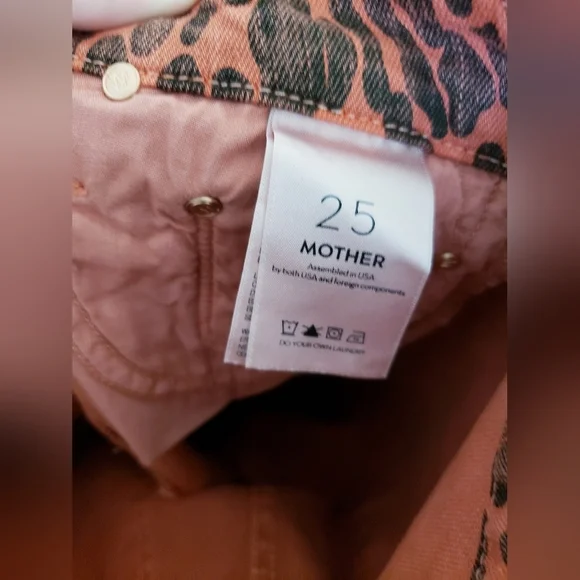 25
MOTHER
Assembled in USA
by both USA and foreign components
DO YOUR OWN LAUNDRY